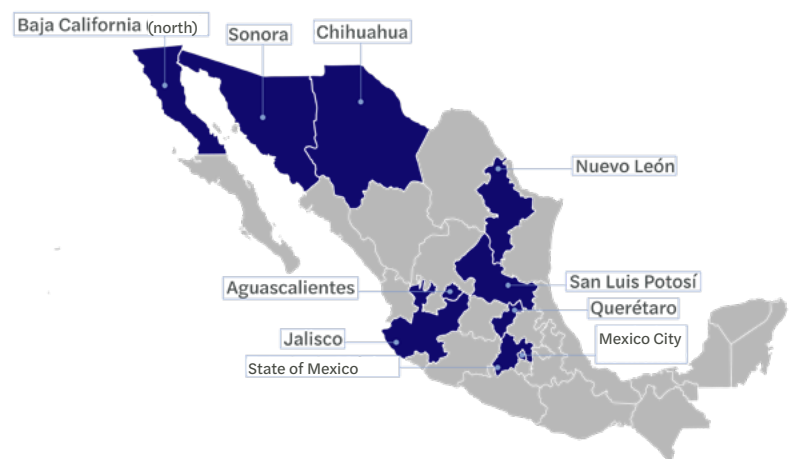 Baja California (north)
Sonora
Chihuahua
Nuevo León
Aguascalientes
San Luis Potosí
Querétaro
Jalisco
Mexico City
State of Mexico